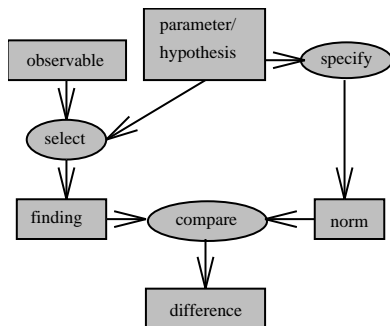 parameter/
hypothesis
observable
specify
select
finding
compare
norm
difference